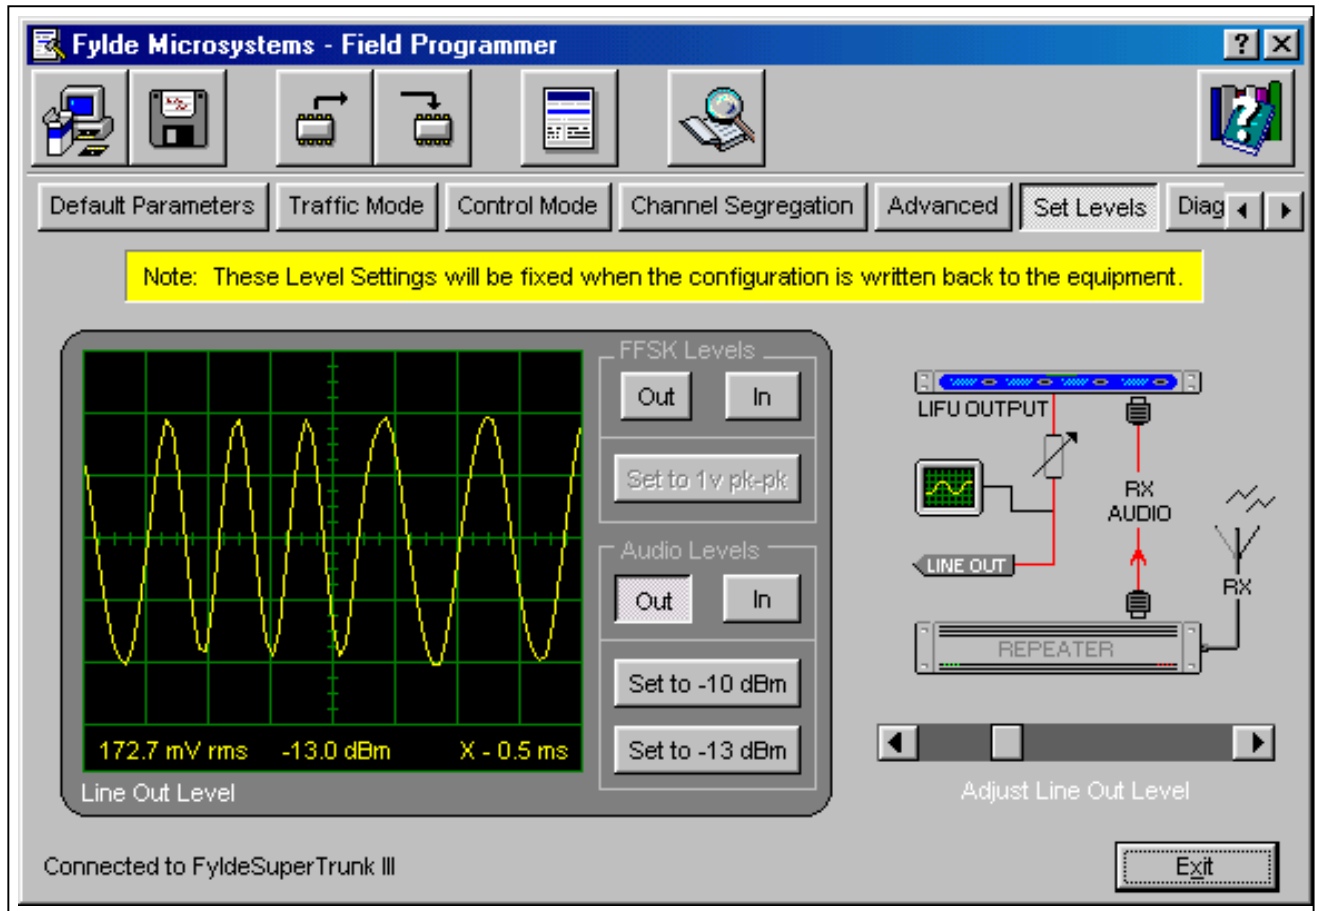 Fylde Microsystems - Field Programmer
Default Parameters
Traffic Mode
Control Mode
Channel Segregation
Advanced
Set Levels
Diag
Note: These Level Settings will be fixed when the configuration is written back to the equipment.
FFSK Levels
Out
In
Set to 1v pk-pk
Audio Levels
Out
In
Set to -10 dBm
Set to -13 dBm
172.7 mV rms
-13.0 dBm
X - 0.5 ms
Line Out Level
LIFU OUTPUT
RX
AUDIO
LINE OUT
RX
REPEATER
Adjust Line Out Level
Connected to FyldeSuperTrunk III
Exit